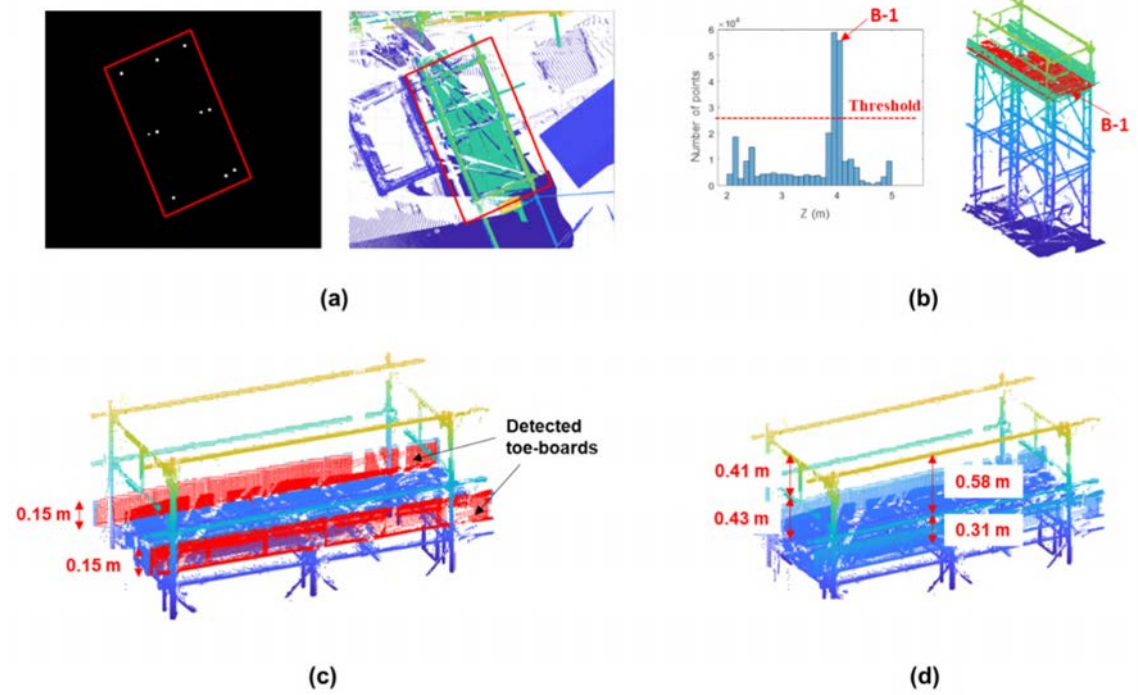 ×10⁴
6
5
4
3
2
1
0
2
3
4
5
Number of points
Z (m)
B-1
Threshold
B-1
(a)
(b)
Detected
toe-boards
0.15 m
0.15 m
(c)
0.41 m
0.58 m
0.43 m
0.31 m
(d)